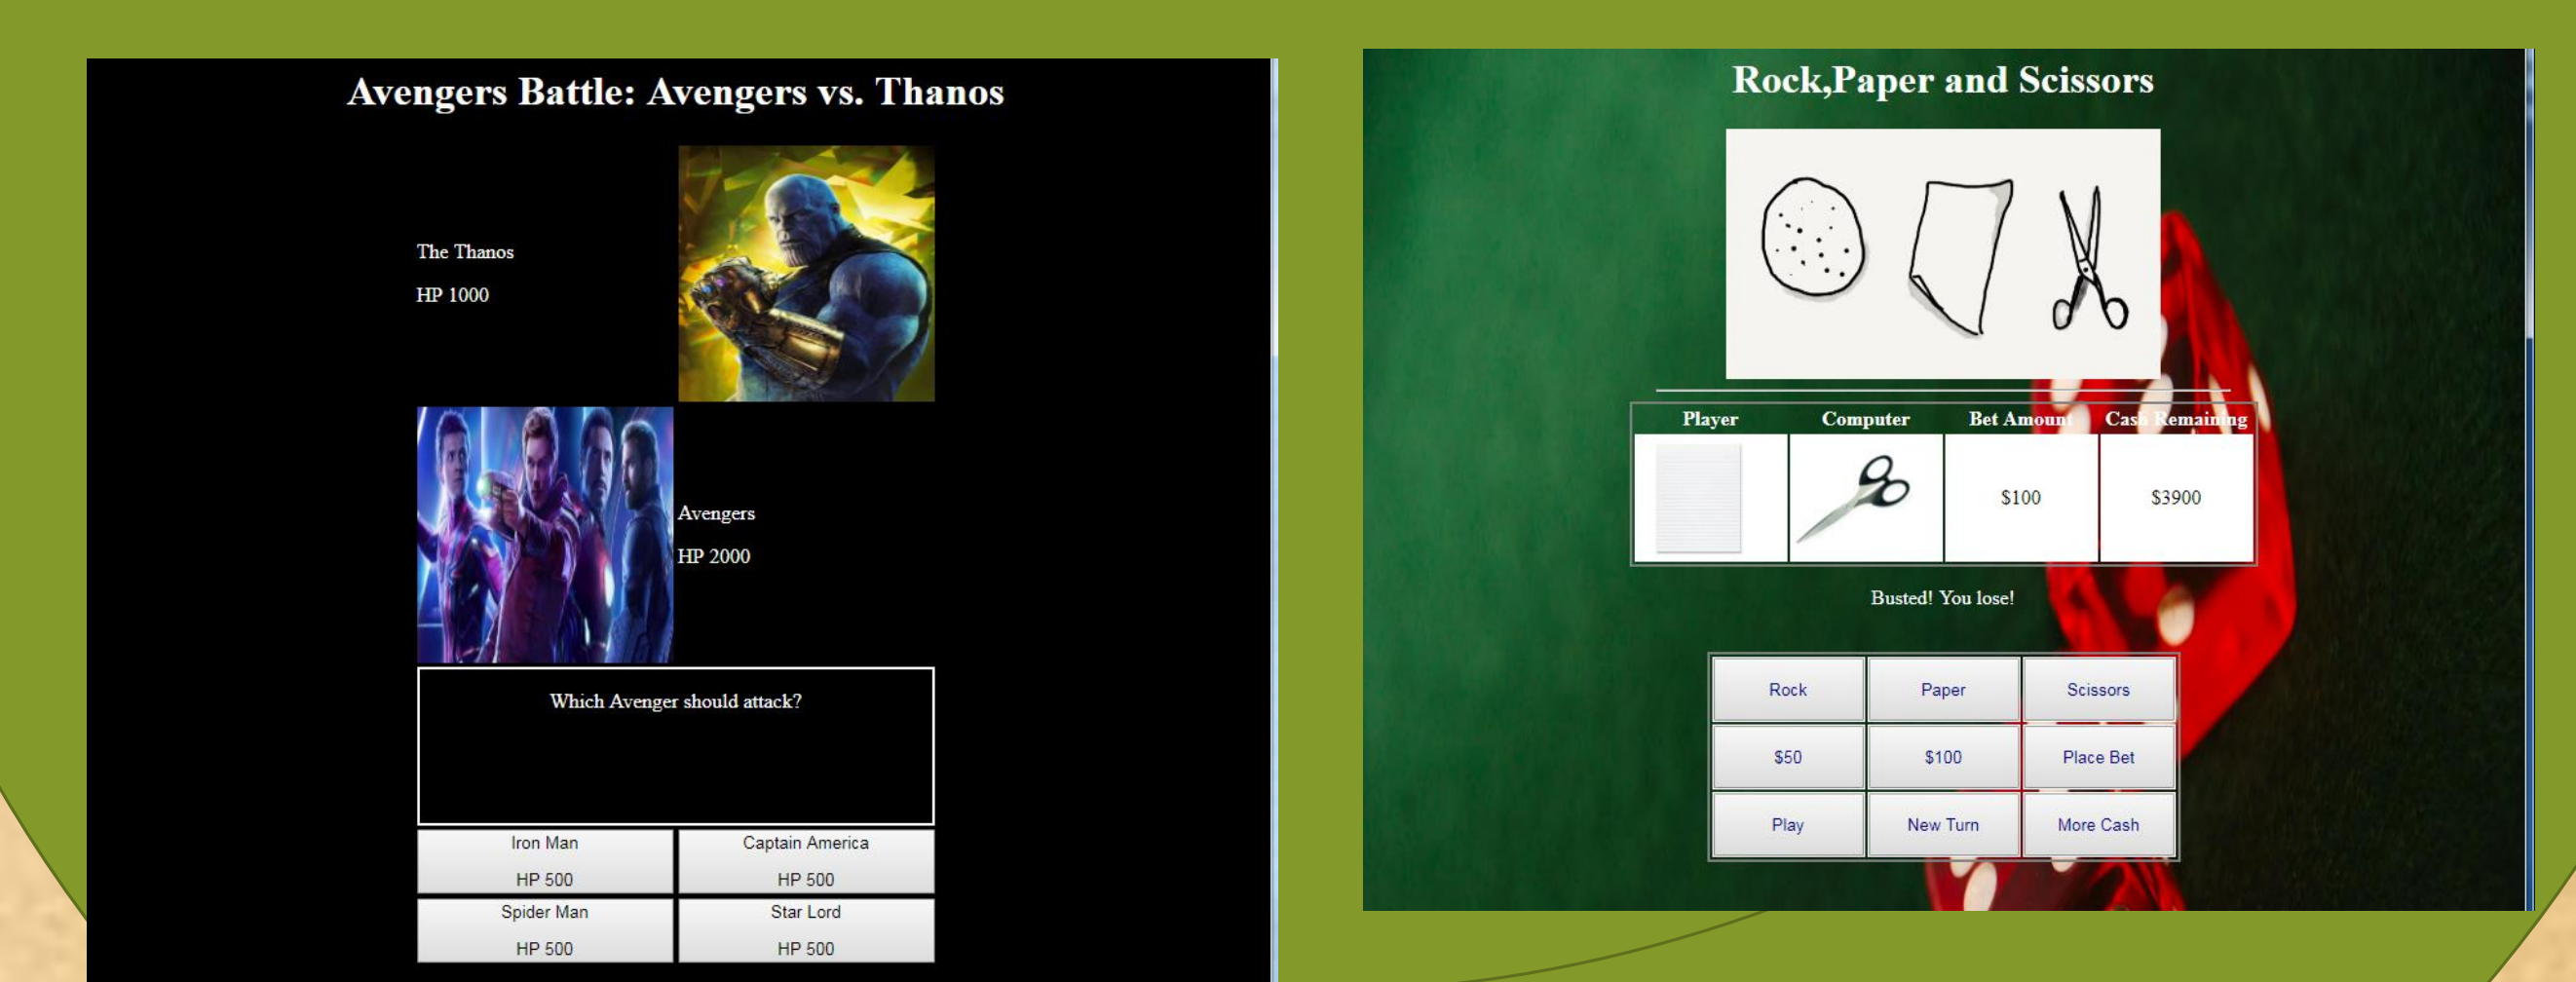 Avengers Battle: Avengers vs. Thanos
The Thanos
HP 1000
Avengers
HP 2000
Which Avenger should attack?
Iron Man
HP 500
Captain America
HP 500
Spider Man
HP 500
Star Lord
HP 500
Rock,Paper and Scissors
Player Computer Bet Amount Cash Remaining
$100 $3900
Busted! You lose!
Rock Paper Scissors
$50 $100 Place Bet
Play New Turn More Cash